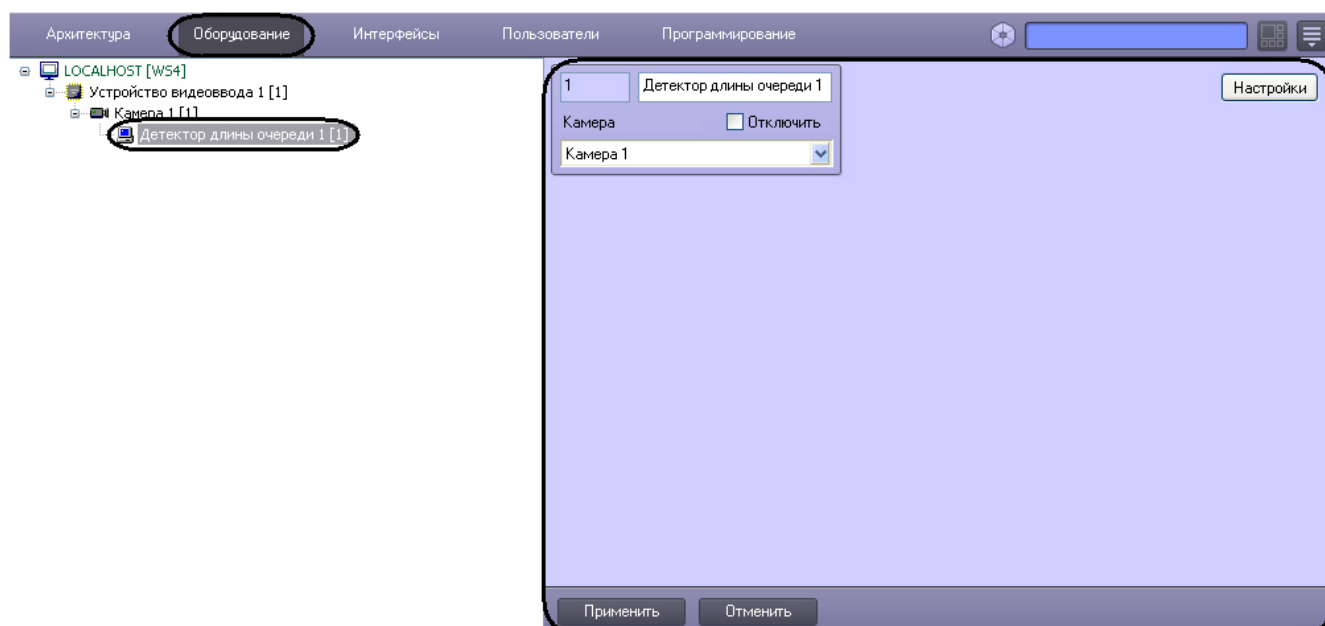 Архитектура Оборудование Интерфейсы Пользователи Программирование
LOCALHOST [WS4]
Устройство видеоввода 1 [1]
Камера 1 [1]
Детектор длины очереди 1 [1]
1 Детектор длины очереди 1
Настройки
Камера Отключить
Камера 1
Применить Отменить